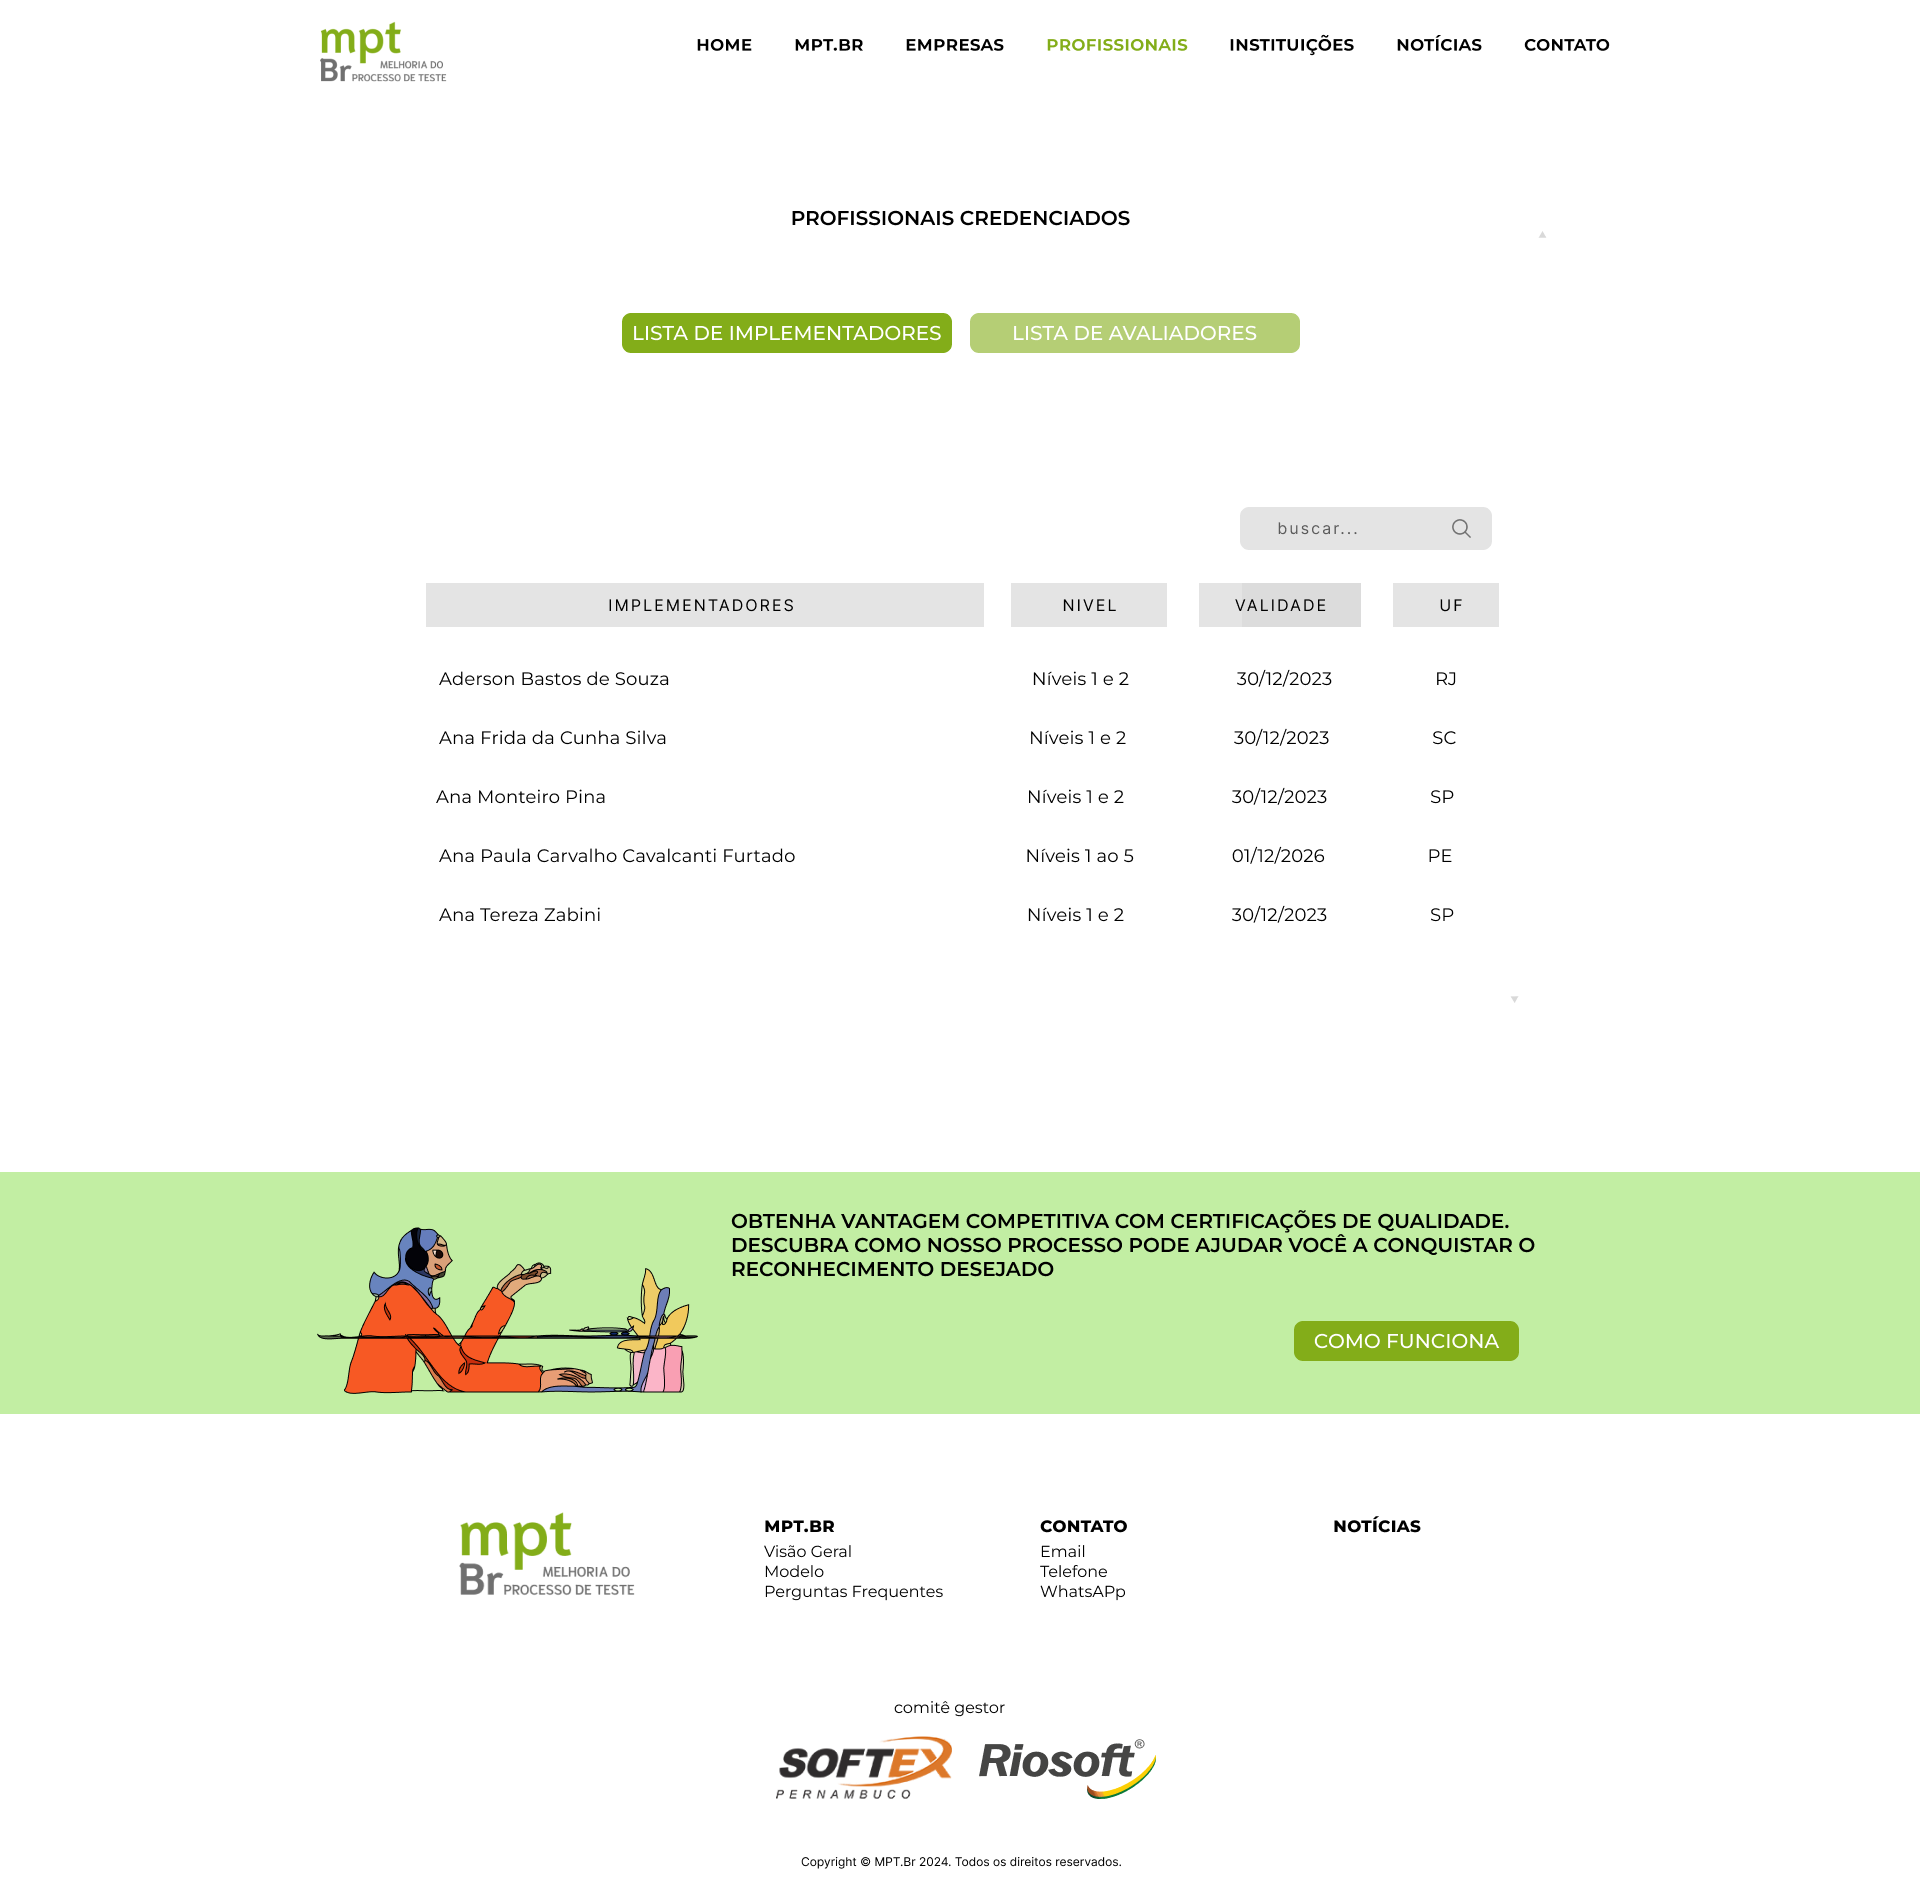 mpt
Br MELHORIA DO
PROCESSO DE TESTE
HOME MPT.BR EMPRESAS PROFISSIONAIS INSTITUIÇÕES NOTÍCIAS CONTATO
PROFISSIONAIS CREDENCIADOS
LISTA DE IMPLEMENTADORES LISTA DE AVALIADORES
buscar...
IMPLEMENTADORES NIVEL VALIDADE UF
Aderson Bastos de Souza Níveis 1 e 2 30/12/2023 RJ
Ana Frida da Cunha Silva Níveis 1 e 2 30/12/2023 SC
Ana Monteiro Pina Níveis 1 e 2 30/12/2023 SP
Ana Paula Carvalho Cavalcanti Furtado Níveis 1 ao 5 01/12/2026 PE
Ana Tereza Zabini Níveis 1 e 2 30/12/2023 SP
OBTENHA VANTAGEM COMPETITIVA COM CERTIFICAÇÕES DE QUALIDADE.
DESCUBRA COMO NOSSO PROCESSO PODE AJUDAR VOCÊ A CONQUISTAR O
RECONHECIMENTO DESEJADO
COMO FUNCIONA
mpt
Br MELHORIA DO
PROCESSO DE TESTE
MPT.BR
Visão Geral
Modelo
Perguntas Frequentes
CONTATO
Email
Telefone
WhatsAPp
NOTÍCIAS
comitê gestor
SOFTEX
PERNAMBUCO
Riosoft®
Copyright © MPT.Br 2024. Todos os direitos reservados.